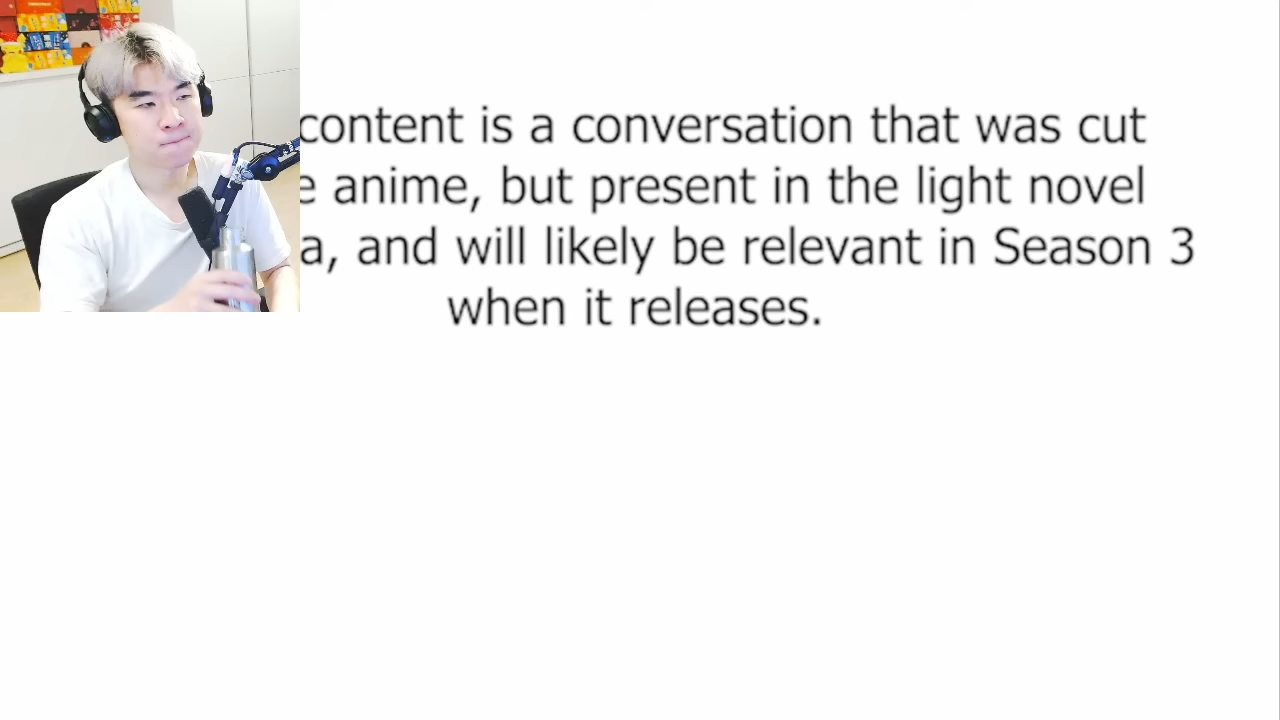 content is a conversation that was cut
anime, but present in the light novel
and will likely be relevant in Season 3
when it releases.